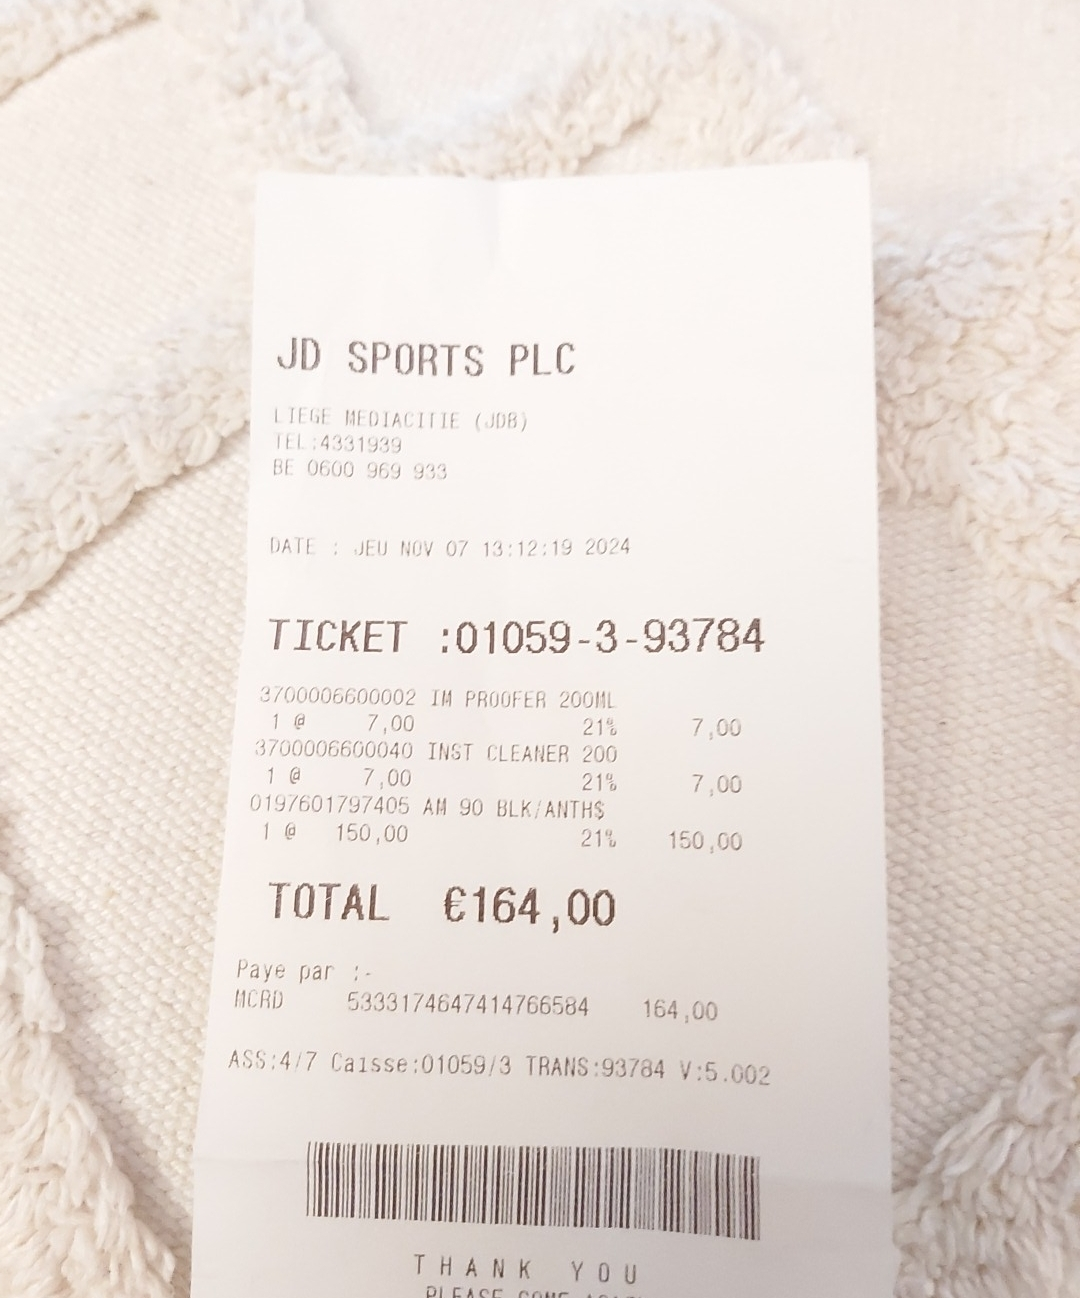 JD SPORTS PLC
LIEGE MEDIACITIE (JDB)
TEL:4331939
BE 0600 969 933
DATE : JEU NOV 07 13:12:19 2024
TICKET :01059-3-93784
3700006600002 IM PROOFER 200ML
1 @ 7,00 21% 7,00
3700006600040 INST CLEANER 200
1 @ 7,00 21% 7,00
0197601797405 AM 90 BLK/ANTH$
1 @ 150,00 21% 150,00
TOTAL €164,00
Paye par :-
MCRD 5333174647414766584 164,00
ASS:4/7 Caisse:01059/3 TRANS:93784 V:5.002
THANK YOU
PLEASE COME